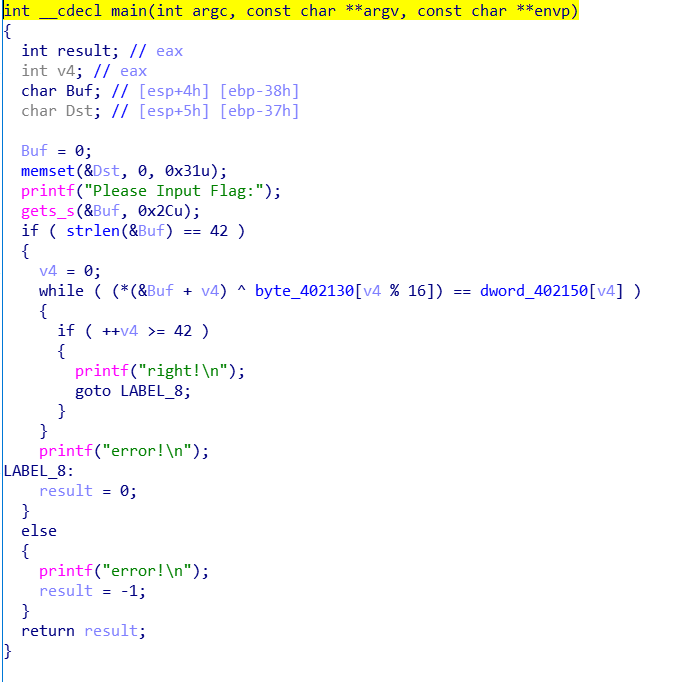 int __cdecl main(int argc, const char **argv, const char **envp)
{
  int result; // eax
  int v4; // eax
  char Buf; // [esp+4h] [ebp-38h]
  char Dst; // [esp+5h] [ebp-37h]

  Buf = 0;
  memset(&Dst, 0, 0x31u);
  printf("Please Input Flag:");
  gets_s(&Buf, 0x2Cu);
  if ( strlen(&Buf) == 42 )
  {
    v4 = 0;
    while ( (*(&Buf + v4) ^ byte_402130[v4 % 16]) == dword_402150[v4] )
    {
      if ( ++v4 >= 42 )
      {
        printf("right!\n");
        goto LABEL_8;
      }
    }
    printf("error!\n");
LABEL_8:
    result = 0;
  }
  else
  {
    printf("error!\n");
    result = -1;
  }
  return result;
}